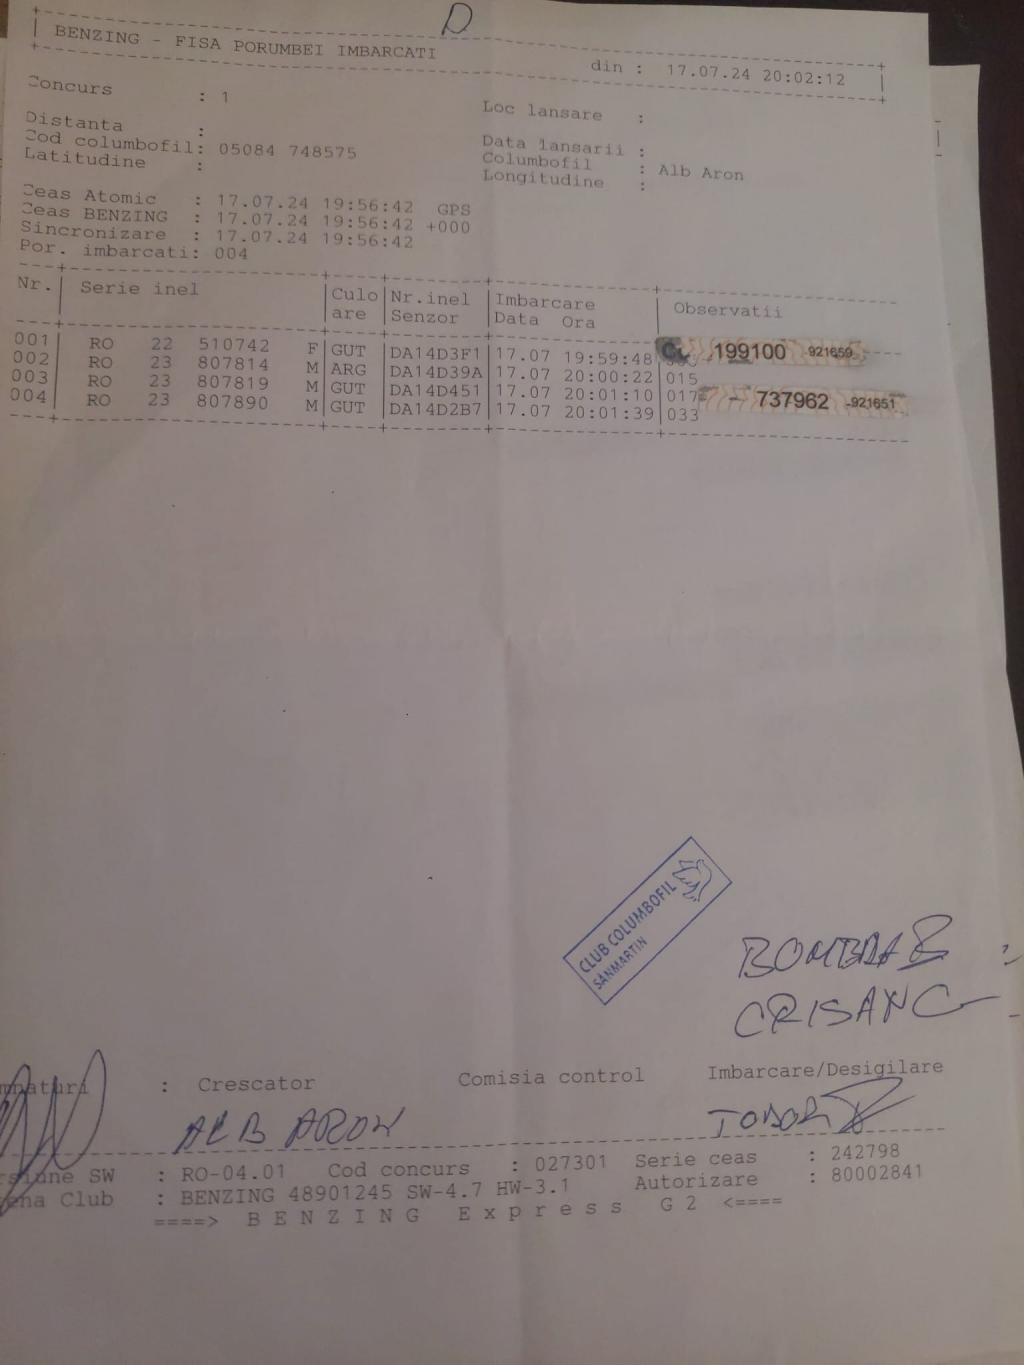 D
BENZING - FISA PORUMBEI IMBARCATI din : 17.07.24 20:02:12
Concurs : 1 Loc lansare :
Distanta : Data lansarii :
Cod columbofil: 05084 748575 Columbofil : Alb Aron
Latitudine : Longitudine :
Ceas Atomic : 17.07.24 19:56:42 GPS
Ceas BENZING : 17.07.24 19:56:42 +000
Sincronizare : 17.07.24 19:56:42
Por. imbarcati: 004
Nr.| Serie inel |Culo|Nr.inel |Imbarcare | Observatii
|are |Senzor |Data Ora
001| RO 22 510742 F|GUT |DA14D3F1|17.07 19:59:48| 199100 -921659
002| RO 23 807814 M|ARG |DA14D39A|17.07 20:00:22|015
003| RO 23 807819 M|GUT |DA14D451|17.07 20:01:10|017 - 737962 -921651
004| RO 23 807890 M|GUT |DA14D2B7|17.07 20:01:39|033
CLUB COLUMBOFIL
SANMARTIN
CRISAN
: Crescator Comisia control Imbarcare/Desigilare
ALB ARON TODOR
SW : RO-04.01 Cod concurs : 027301 Serie ceas : 242798
Club : BENZING 48901245 SW-4.7 HW-3.1 Autorizare : 80002841
====> B E N Z I N G E x p r e s s G 2 <====